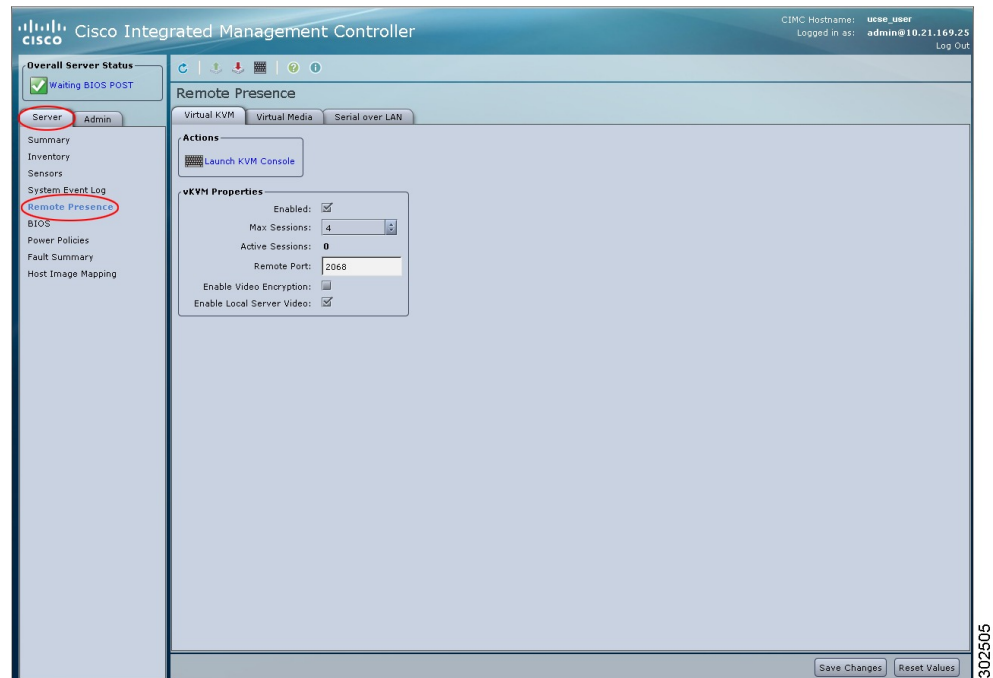 CISCO Cisco Integrated Management Controller
CIMC Hostname: ucse_user
Logged in as: admin@10.21.169.25
Log Out
Overall Server Status
Waiting BIOS POST
Server Admin
Summary
Inventory
Sensors
System Event Log
Remote Presence
BIOS
Power Policies
Fault Summary
Host Image Mapping
Remote Presence
Virtual KVM Virtual Media Serial over LAN
Actions
Launch KVM Console
vKVM Properties
Enabled:
Max Sessions: 4
Active Sessions: 0
Remote Port: 2068
Enable Video Encryption:
Enable Local Server Video:
Save Changes Reset Values
302505